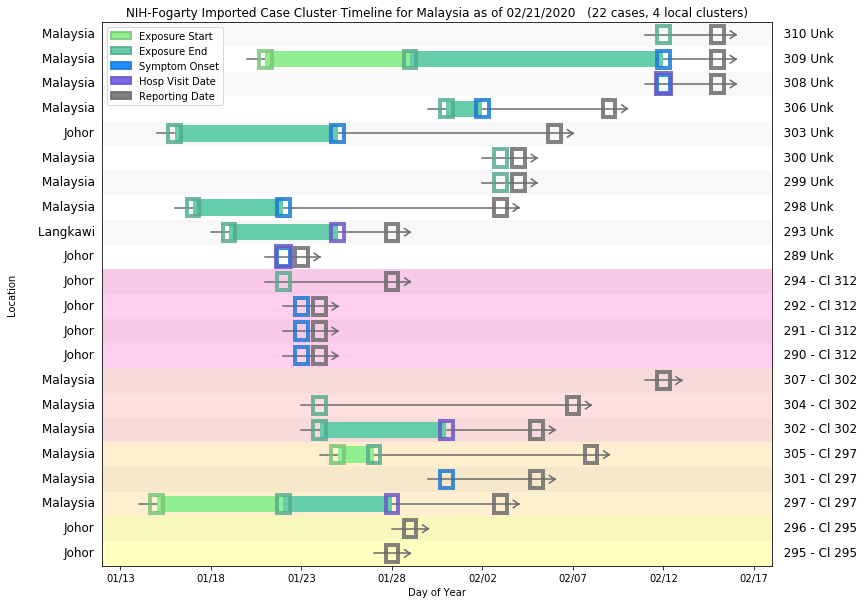 NIH-Fogarty Imported Case Cluster Timeline for Malaysia as of 02/21/2020   (22 cases, 4 local clusters)
Exposure Start
Exposure End
Symptom Onset
Hosp Visit Date
Reporting Date
Malaysia 310 Unk
Malaysia 309 Unk
Malaysia 308 Unk
Malaysia 306 Unk
Johor 303 Unk
Malaysia 300 Unk
Malaysia 299 Unk
Malaysia 298 Unk
Langkawi 293 Unk
Johor 289 Unk
Johor 294 - Cl 312
Johor 292 - Cl 312
Johor 291 - Cl 312
Johor 290 - Cl 312
Malaysia 307 - Cl 302
Malaysia 304 - Cl 302
Malaysia 302 - Cl 302
Malaysia 305 - Cl 297
Malaysia 301 - Cl 297
Malaysia 297 - Cl 297
Johor 296 - Cl 295
Johor 295 - Cl 295
Location
01/13 01/18 01/23 01/28 02/02 02/07 02/12 02/17
Day of Year